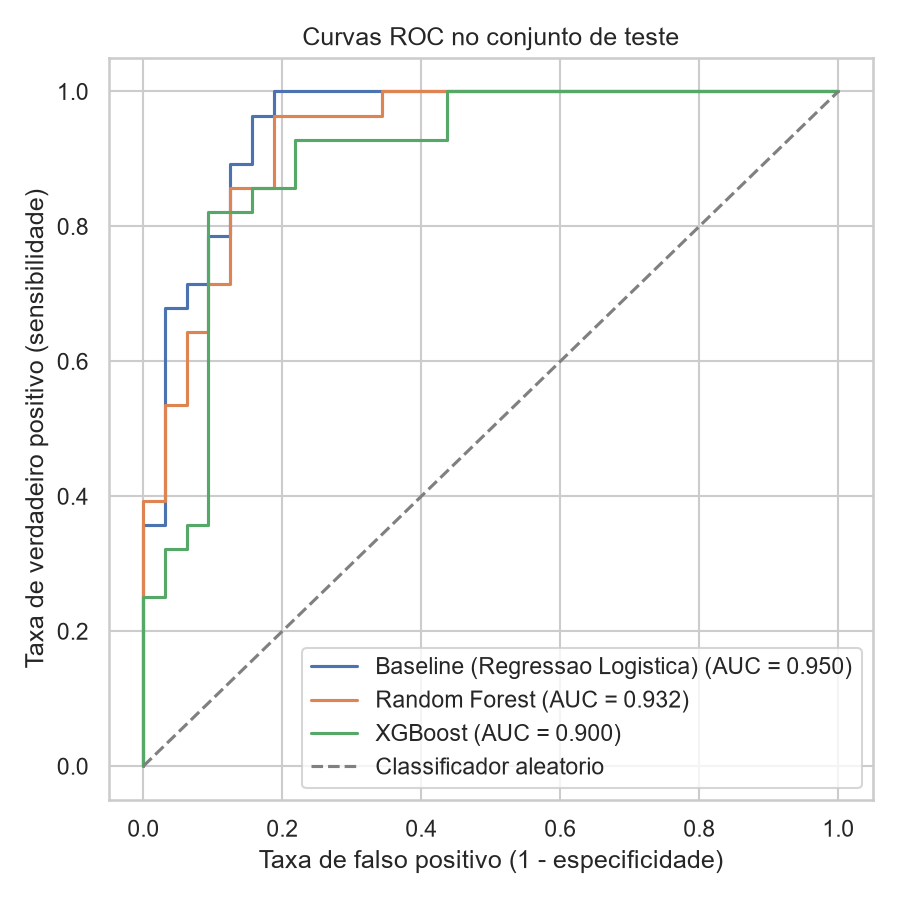 Curvas ROC no conjunto de teste
Taxa de verdadeiro positivo (sensibilidade)
1.0
0.8
0.6
0.4
0.2
0.0
Baseline (Regressao Logistica) (AUC = 0.950)
Random Forest (AUC = 0.932)
XGBoost (AUC = 0.900)
Classificador aleatorio
0.0 0.2 0.4 0.6 0.8 1.0
Taxa de falso positivo (1 - especificidade)